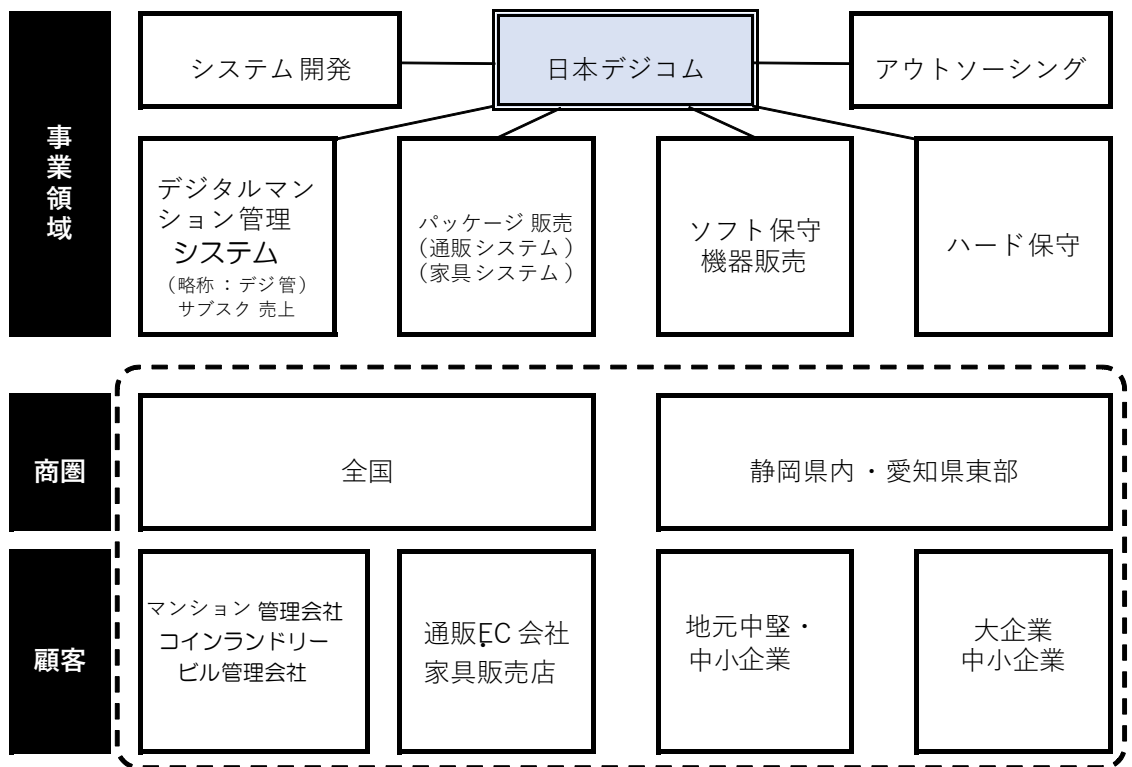 事業領域
システム開発
日本デジコム
アウトソーシング
デジタルマン
ション管理
システム
（略称：デジ管）
サブスク売上
パッケージ販売
（通販システム）
（家具システム）
ソフト保守
機器販売
ハード保守
商圏
全国
静岡県内・愛知県東部
顧客
マンション管理会社
コインランドリー
ビル管理会社
通販EC会社
家具販売店
地元中堅・
中小企業
大企業
中小企業